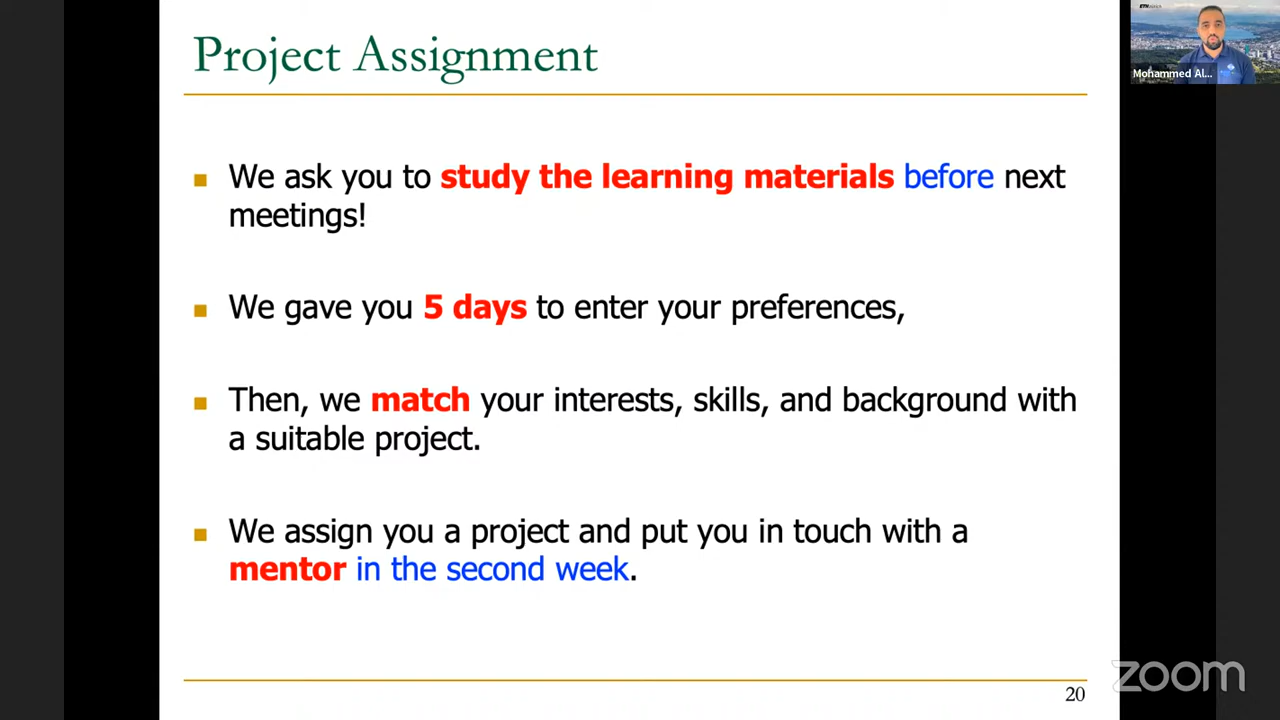 Project Assignment
ETH zürich
Mohammed Al...
We ask you to study the learning materials before next
meetings!
We gave you 5 days to enter your preferences,
Then, we match your interests, skills, and background with
a suitable project.
We assign you a project and put you in touch with a
mentor in the second week.
20
zoom